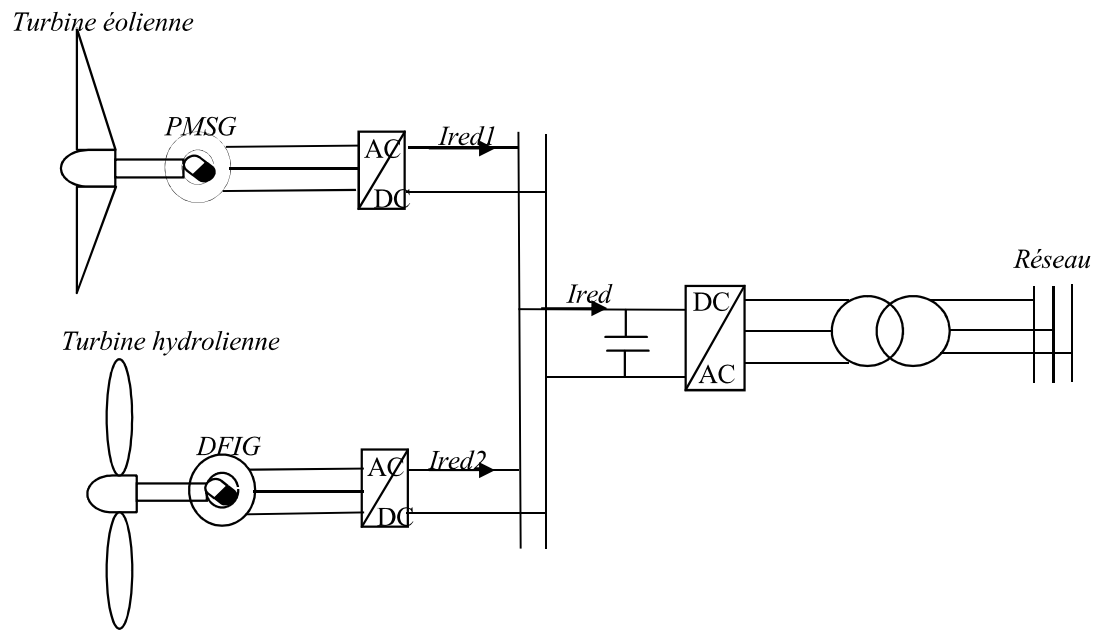 Turbine éolienne
PMSG
Ired1
AC
DC
Réseau
Ired
DC
AC
Turbine hydrolienne
DFIG
Ired2
AC
DC